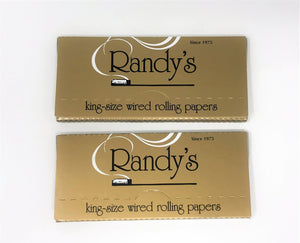 Since 1975
Randy's
king-size wired rolling papers
Since 1975
Randy's
king-size wired rolling papers